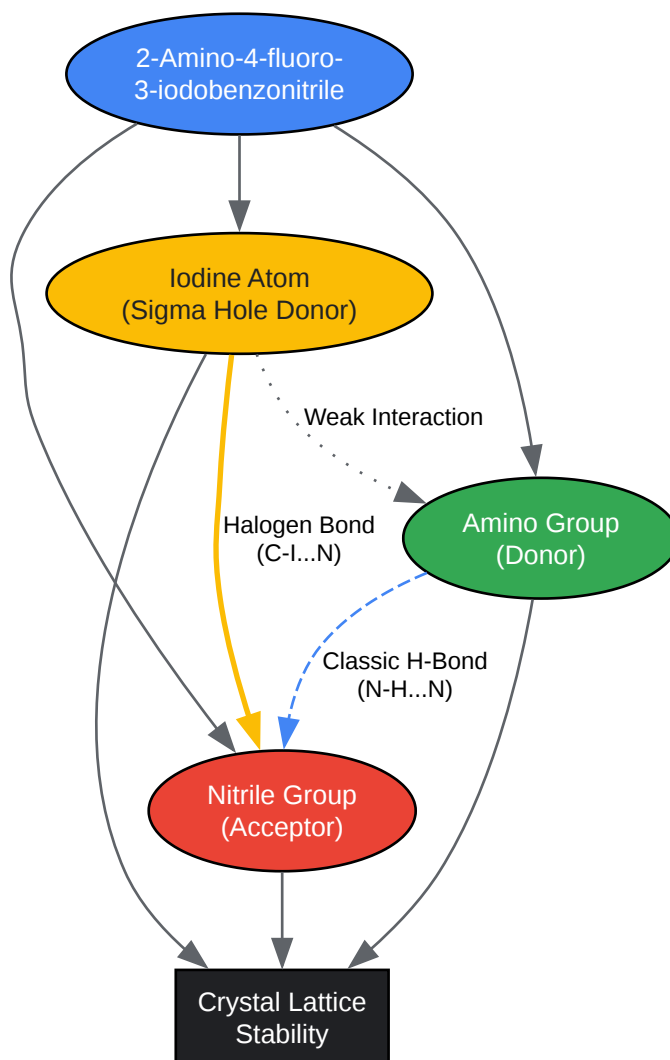 2-Amino-4-fluoro-
3-iodobenzonitrile
Iodine Atom
(Sigma Hole Donor)
Weak Interaction
Halogen Bond
(C-I...N)
Amino Group
(Donor)
Classic H-Bond
(N-H...N)
Nitrile Group
(Acceptor)
Crystal Lattice
Stability